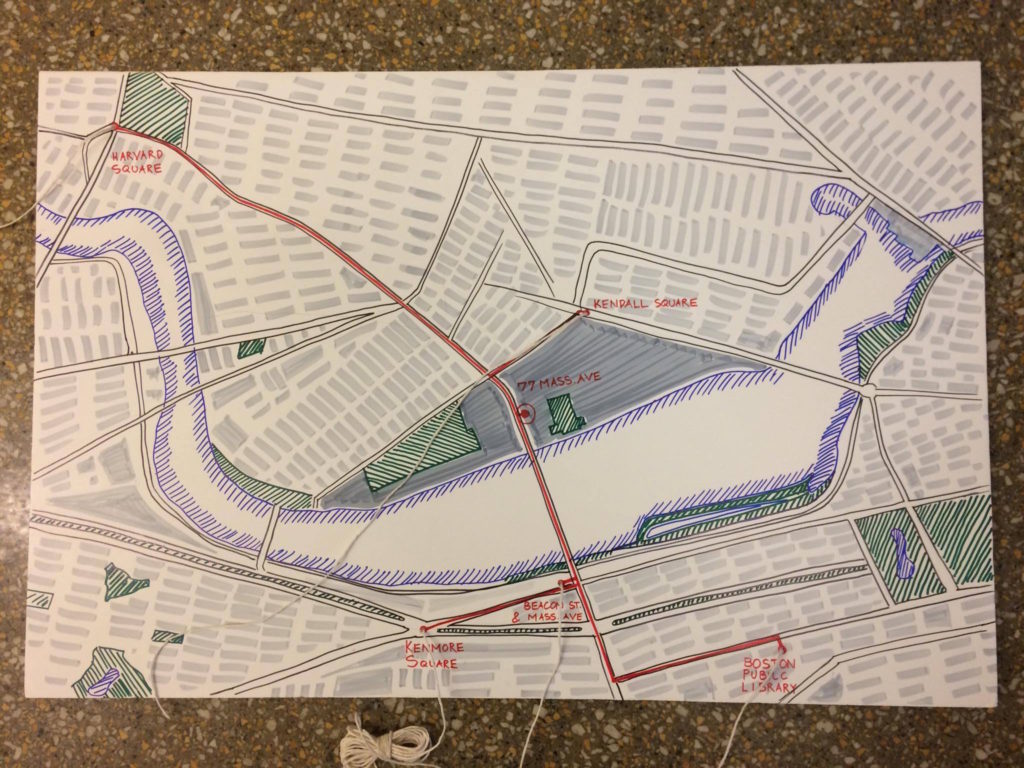 HARVARD
SQUARE
KENDALL SQUARE
77 MASS. AVE
BEACON ST.
& MASS. AVE
KENMORE
SQUARE
BOSTON
PUBLIC
LIBRARY